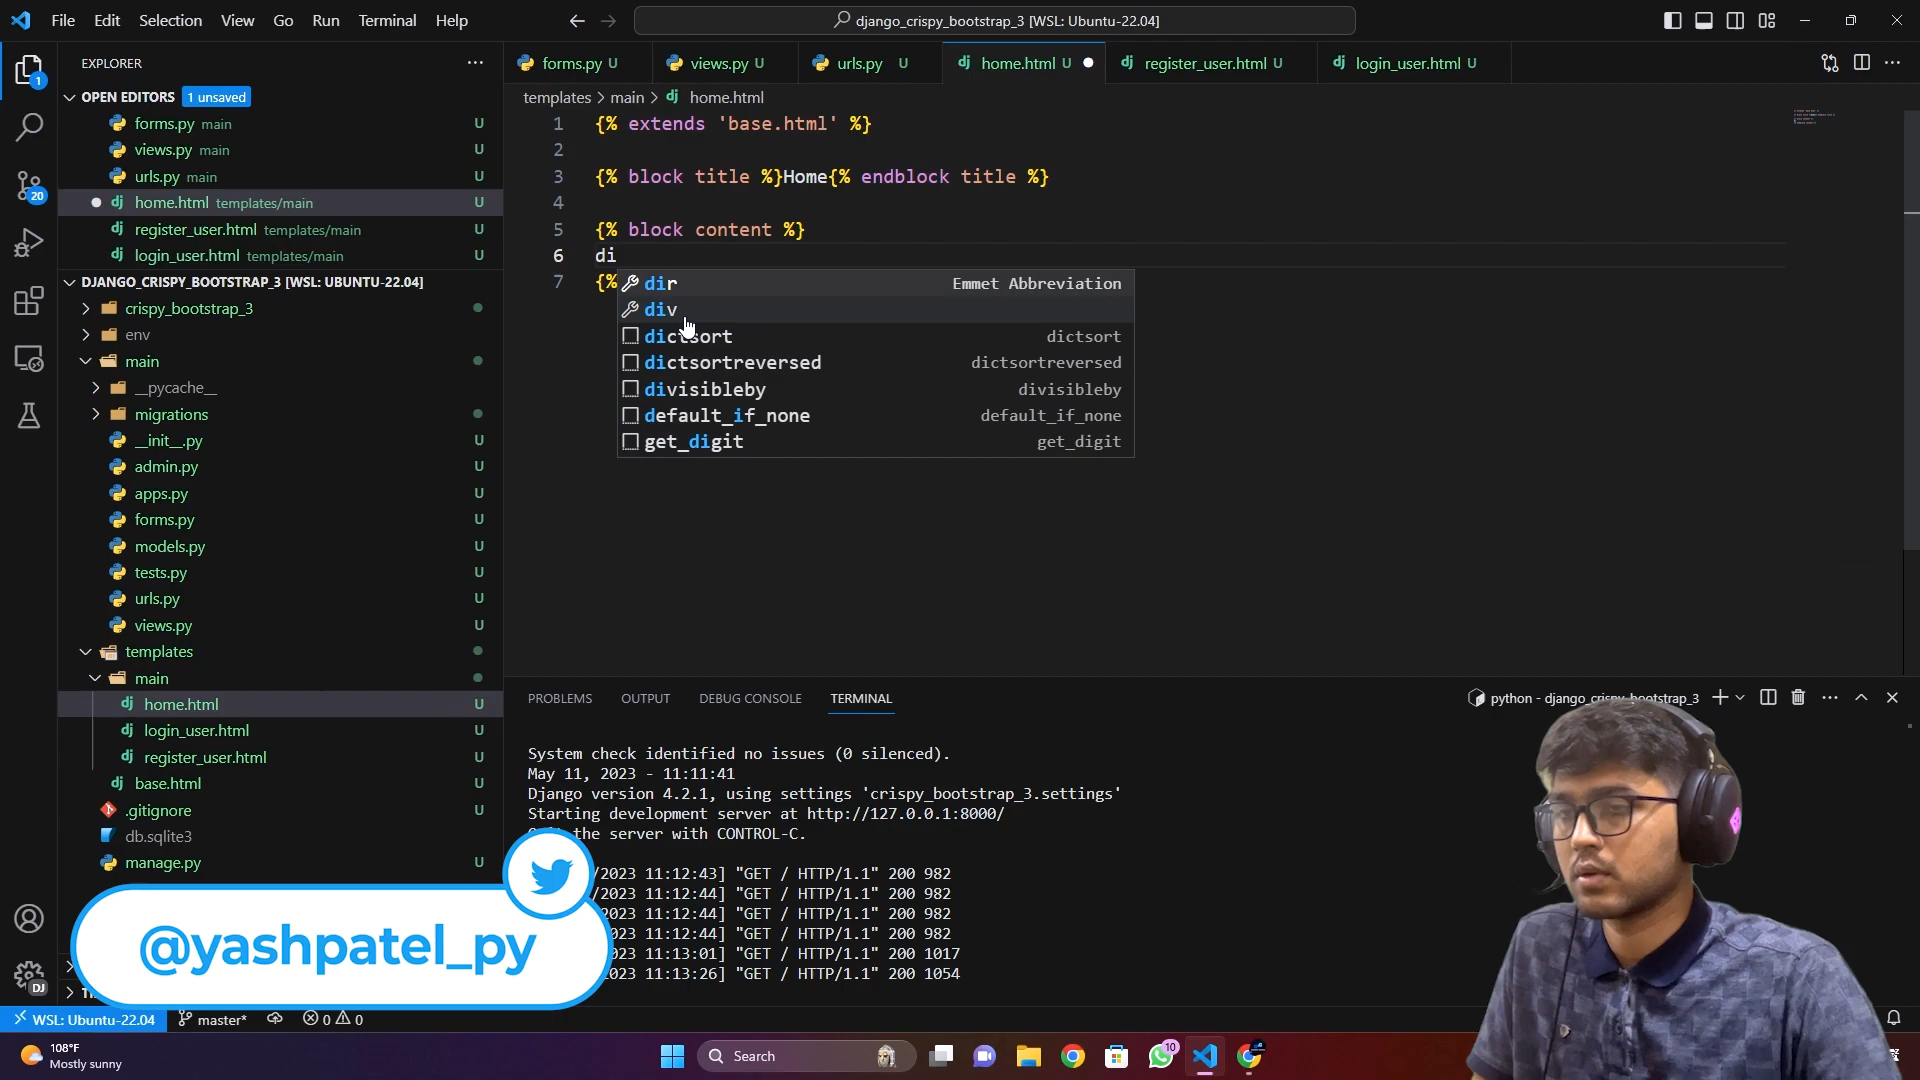 File Edit Selection View Go Run Terminal Help
django_crispy_bootstrap_3 [WSL: Ubuntu-22.04]
EXPLORER
1
OPEN EDITORS 1 unsaved
forms.py main U
views.py main U
urls.py main U
home.html templates/main U
register_user.html templates/main U
login_user.html templates/main U
20
DJANGO_CRISPY_BOOTSTRAP_3 [WSL: UBUNTU-22.04]
crispy_bootstrap_3
env
main
__pycache__
migrations
__init__.py U
admin.py U
apps.py U
forms.py U
models.py U
tests.py U
urls.py U
views.py U
templates
main
home.html U
login_user.html U
register_user.html U
base.html U
.gitignore U
db.sqlite3
manage.py U
DJ
forms.py U views.py U urls.py U home.html U register_user.html U login_user.html U
templates > main > home.html
1 {% extends 'base.html' %}
2
3 {% block title %}Home{% endblock title %}
4
5 {% block content %}
6 di
7 {%
dir Emmet Abbreviation
div
dictsort dictsort
dictsortreversed dictsortreversed
divisibleby divisibleby
default_if_none default_if_none
get_digit get_digit
PROBLEMS OUTPUT DEBUG CONSOLE TERMINAL
python - django_crispy_bootstrap_3
System check identified no issues (0 silenced).
May 11, 2023 - 11:11:41
Django version 4.2.1, using settings 'crispy_bootstrap_3.settings'
Starting development server at http://127.0.0.1:8000/
the server with CONTROL-C.
/2023 11:12:43] "GET / HTTP/1.1" 200 982
/2023 11:12:44] "GET / HTTP/1.1" 200 982
2023 11:12:44] "GET / HTTP/1.1" 200 982
23 11:12:44] "GET / HTTP/1.1" 200 982
23 11:13:01] "GET / HTTP/1.1" 200 1017
023 11:13:26] "GET / HTTP/1.1" 200 1054
@yashpatel_py
WSL: Ubuntu-22.04 master* 0 0
108°F
Mostly sunny
Search
10